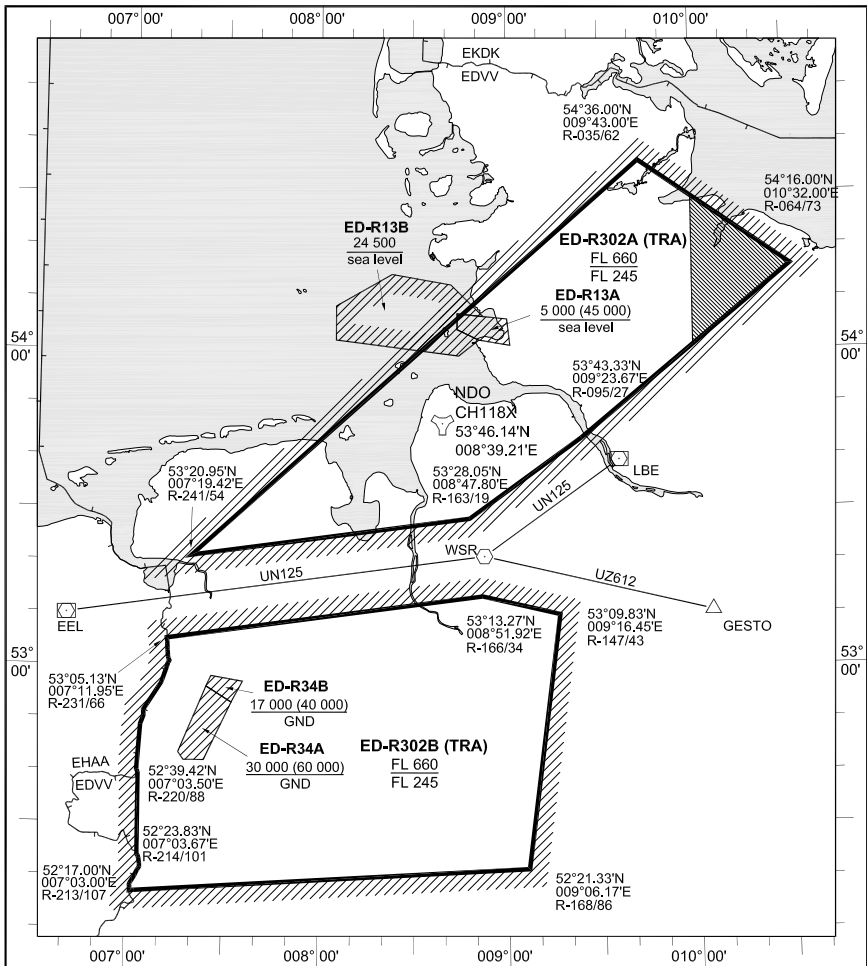 007°00'
008°00'
009°00'
010°00'
EKDK
EDVV
54°36.00'N
009°43.00'E
R-035/62
54°16.00'N
010°32.00'E
R-064/73
ED-R13B
24 500
sea level
ED-R302A (TRA)
FL 660
FL 245
ED-R13A
5 000 (45 000)
sea level
54°
00'
54°
00'
53°43.33'N
009°23.67'E
R-095/27
NDO
CH118X
53°46.14'N
008°39.21'E
53°20.95'N
007°19.42'E
R-241/54
53°28.05'N
008°47.80'E
R-163/19
LBE
UN125
WSR
UN125
UZ612
EEL
GESTO
53°13.27'N
008°51.92'E
R-166/34
53°09.83'N
009°16.45'E
R-147/43
53°
00'
53°
00'
53°05.13'N
007°11.95'E
R-231/66
ED-R34B
17 000 (40 000)
GND
ED-R34A
30 000 (60 000)
GND
ED-R302B (TRA)
FL 660
FL 245
EHAA
EDVV
52°39.42'N
007°03.50'E
R-220/88
52°23.83'N
007°03.67'E
R-214/101
52°17.00'N
007°03.00'E
R-213/107
52°21.33'N
009°06.17'E
R-168/86
007°00'
008°00'
009°00'
010°00'